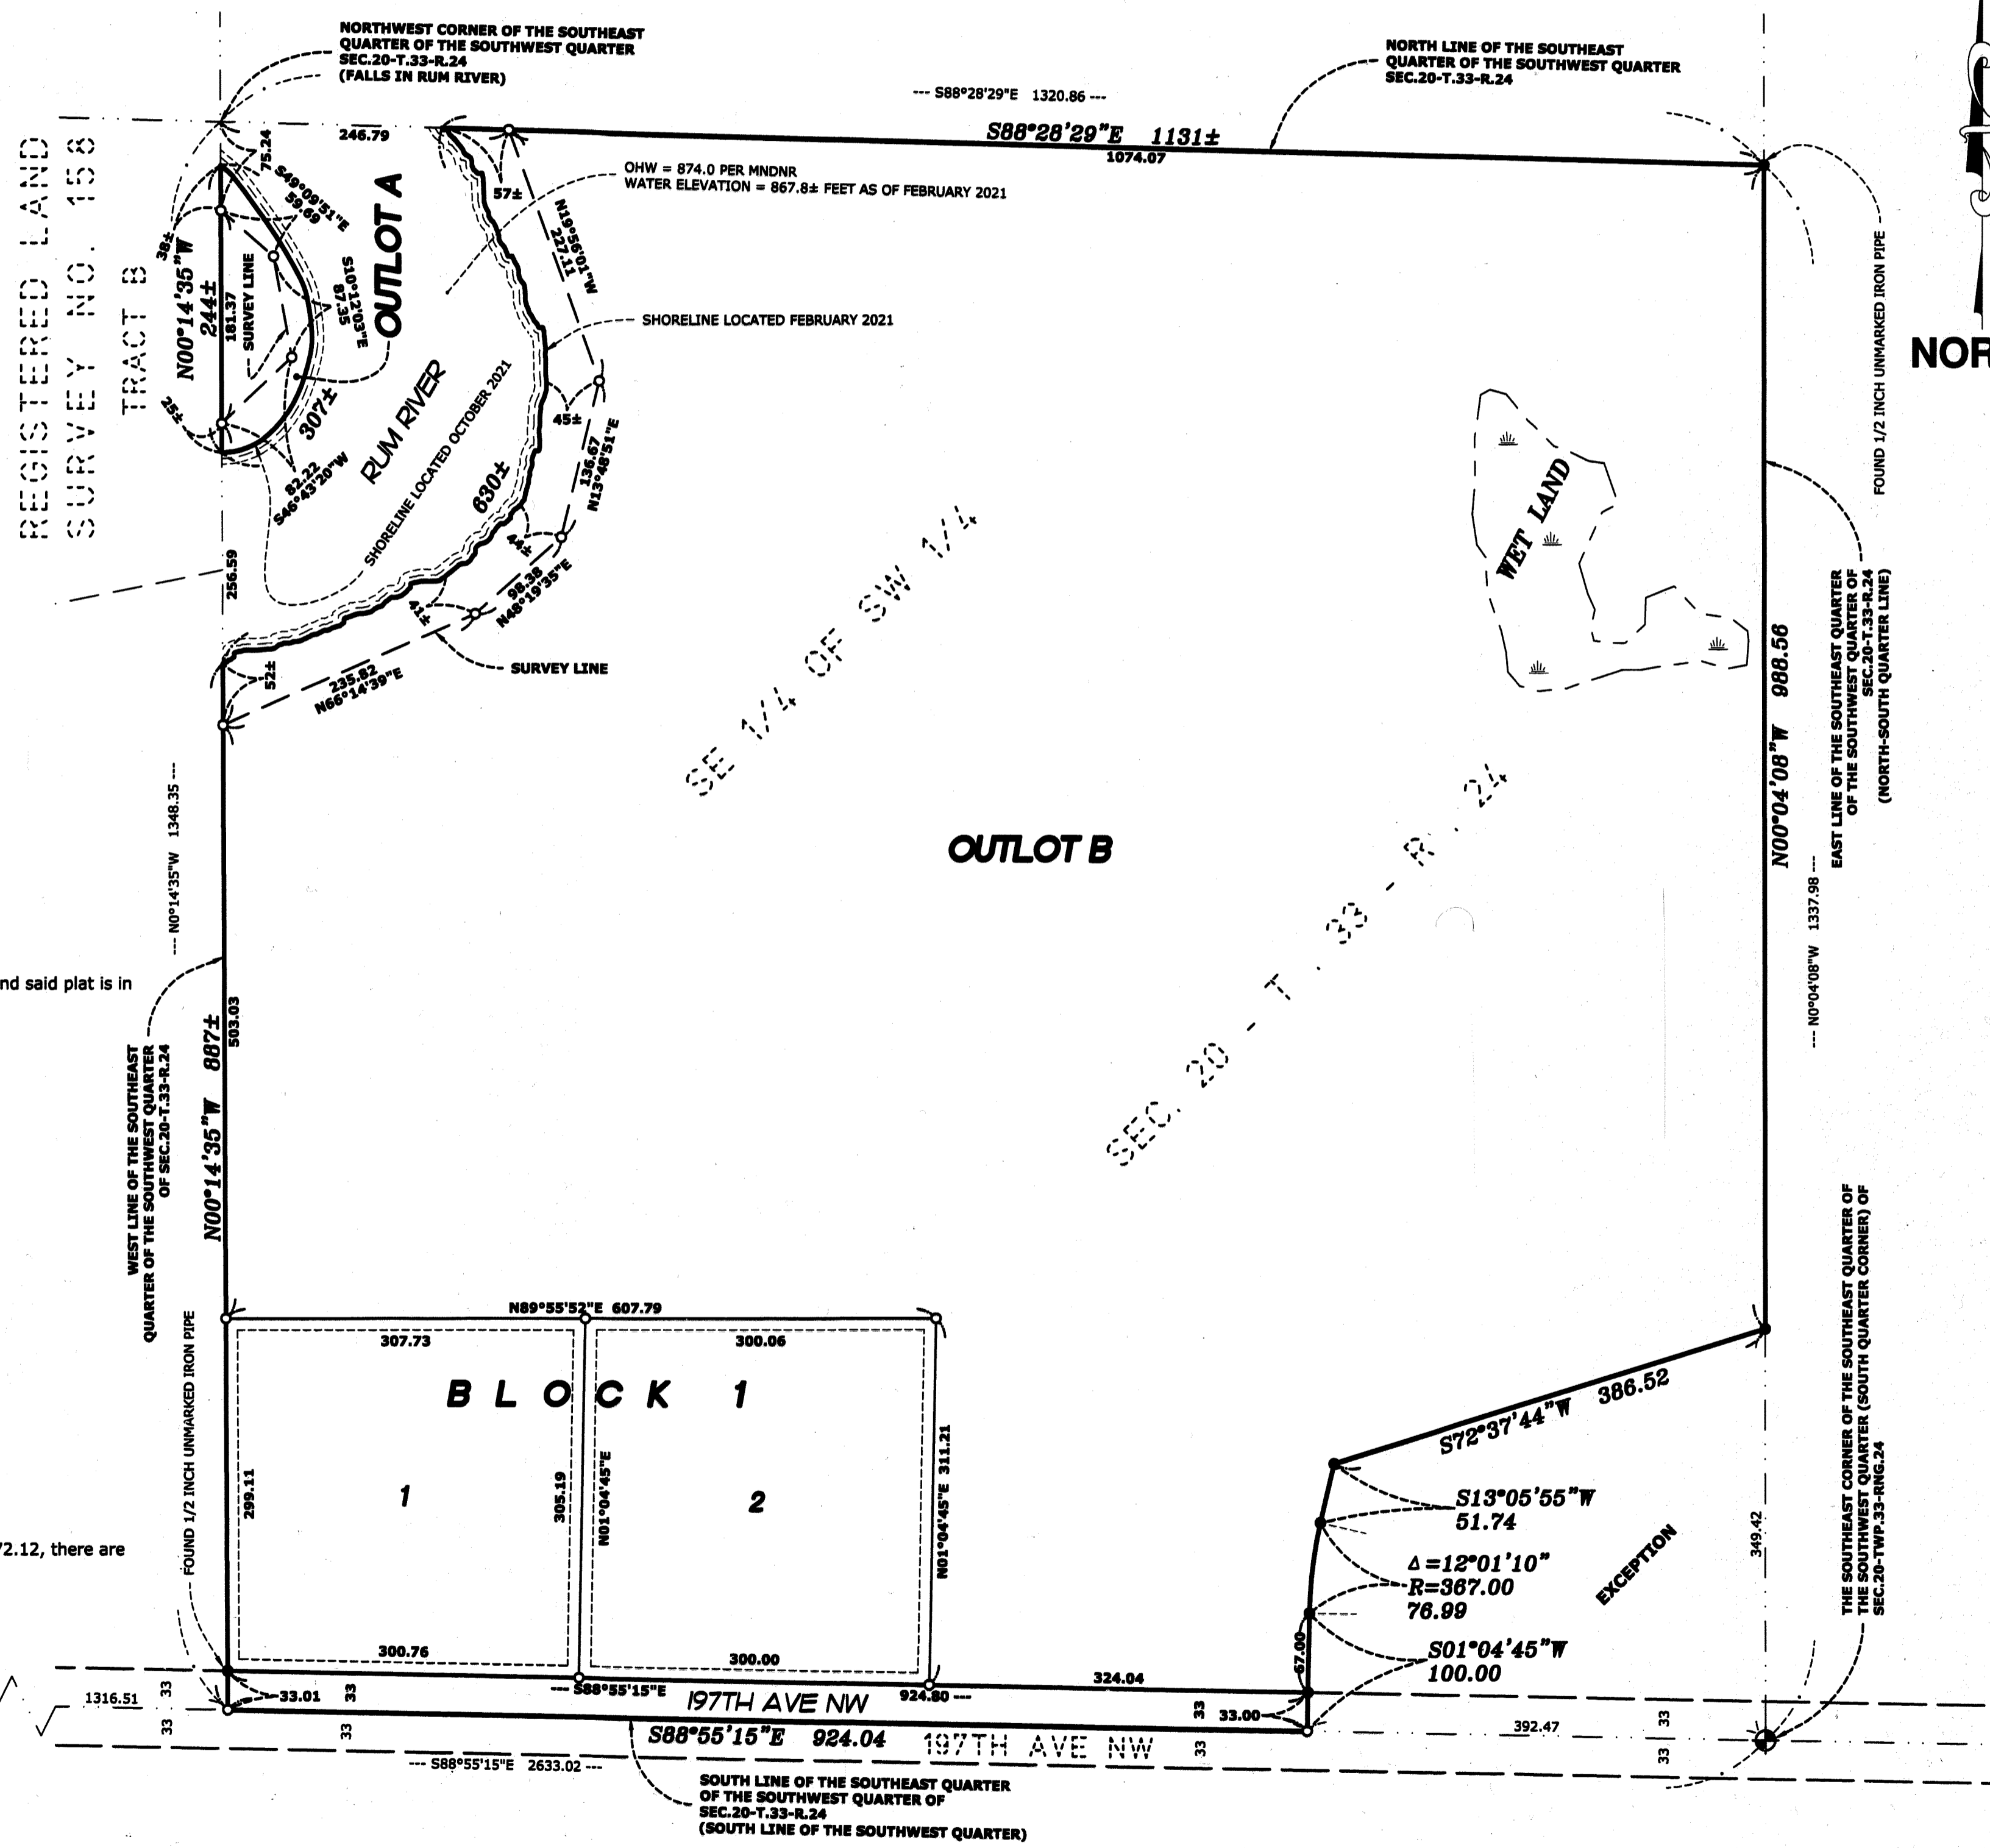 NORTHWEST CORNER OF THE SOUTHEAST
QUARTER OF THE SOUTHWEST QUARTER
SEC.20-T.33-R.24
(FALLS IN RUM RIVER)
NORTH LINE OF THE SOUTHEAST
QUARTER OF THE SOUTHWEST QUARTER
SEC.20-T.33-R.24
--- S88°28'29"E 1320.86 ---
S88°28'29"E 1131±
1074.07
246.79
75.24
S49°09'51"E
59.69
57±
OHW = 874.0 PER MNDNR
WATER ELEVATION = 867.8± FEET AS OF FEBRUARY 2021
REGISTERED LAND
SURVEY NO. 158
TRACT B
38±
N00°14'35"W
244±
181.37
SURVEY LINE
S10°12'03"E
87.35
OUTLOT A
N19°56'01"W
227.11
SHORELINE LOCATED FEBRUARY 2021
25±
307±
RUM RIVER
SHORELINE LOCATED OCTOBER 2021
82.22
S46°43'20"W
630±
45±
136.67
N13°48'51"E
44±
98.38
N48°19'35"E
41±
256.59
52±
235.82
N66°14'39"E
SURVEY LINE
FOUND 1/2 INCH UNMARKED IRON PIPE
NOR
WET LAND
SE 1/4 OF SW 1/4
SEC. 20 - T. 33 - R. 24
N00°04'08"W 988.56
EAST LINE OF THE SOUTHEAST QUARTER
OF THE SOUTHWEST QUARTER OF
SEC.20-T.33-R.24
(NORTH-SOUTH QUARTER LINE)
--- N0°04'08"W 1337.98 ---
OUTLOT B
--- N0°14'35"W 1348.35 ---
nd said plat is in
503.03
N00°14'35"W 887±
WEST LINE OF THE SOUTHEAST
QUARTER OF THE SOUTHWEST QUARTER
OF SEC.20-T.33-R.24
FOUND 1/2 INCH UNMARKED IRON PIPE
N89°55'52"E 607.79
307.73
300.06
BLOCK 1
299.11
1
305.19
N01°04'45"E
2
N01°04'45"E 311.21
S72°37'44"W 386.52
S13°05'55"W
51.74
Δ=12°01'10"
R=367.00
76.99
S01°04'45"W
100.00
67.00
EXCEPTION
349.42
THE SOUTHEAST CORNER OF THE SOUTHEAST QUARTER OF
THE SOUTHWEST QUARTER (SOUTH QUARTER CORNER) OF
SEC.20-TWP.33-RNG.24
72.12, there are
300.76
300.00
324.04
1316.51
33
33.01
33
--- S88°55'15"E
924.80 ---
197TH AVE NW
33
33.00
392.47
33
33
33
S88°55'15"E 924.04
197TH AVE NW
33
33
--- S88°55'15"E 2633.02 ---
SOUTH LINE OF THE SOUTHEAST QUARTER
OF THE SOUTHWEST QUARTER OF
SEC.20-T.33-R.24
(SOUTH LINE OF THE SOUTHWEST QUARTER)